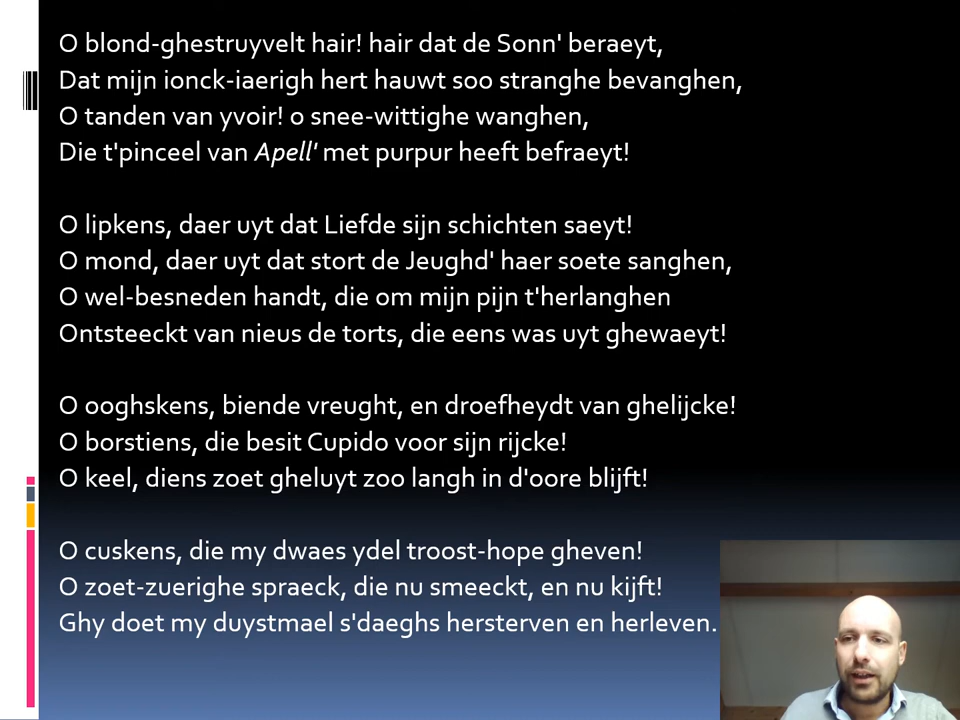 O blond-ghestruyvelt hair! hair dat de Sonn' beraeyt,
Dat mijn ionck-iaerigh hert hauwt soo stranghe bevanghen,
O tanden van yvoir! o snee-wittighe wanghen,
Die t'pinceel van Apell' met purpur heeft befraeyt!
O lipkens, daer uyt dat Liefde sijn schichten saeyt!
O mond, daer uyt dat stort de Jeughd' haer soete sanghen,
O wel-besneden handt, die om mijn pijn t'herlanghen
Ontsteeckt van nieus de torts, die eens was uyt ghewaeyt!
O ooghskens, biende vreught, en droefheydt van ghelijcke!
O borstiens, die besit Cupido voor sijn rijcke!
O keel, diens zoet gheluyt zoo langh in d'oore blijft!
O cuskens, die my dwaes ydel troost-hope gheven!
O zoet-zuerighe spraeck, die nu smeeckt, en nu kijft!
Ghy doet my duystmael s'daeghs hersterven en herleven.